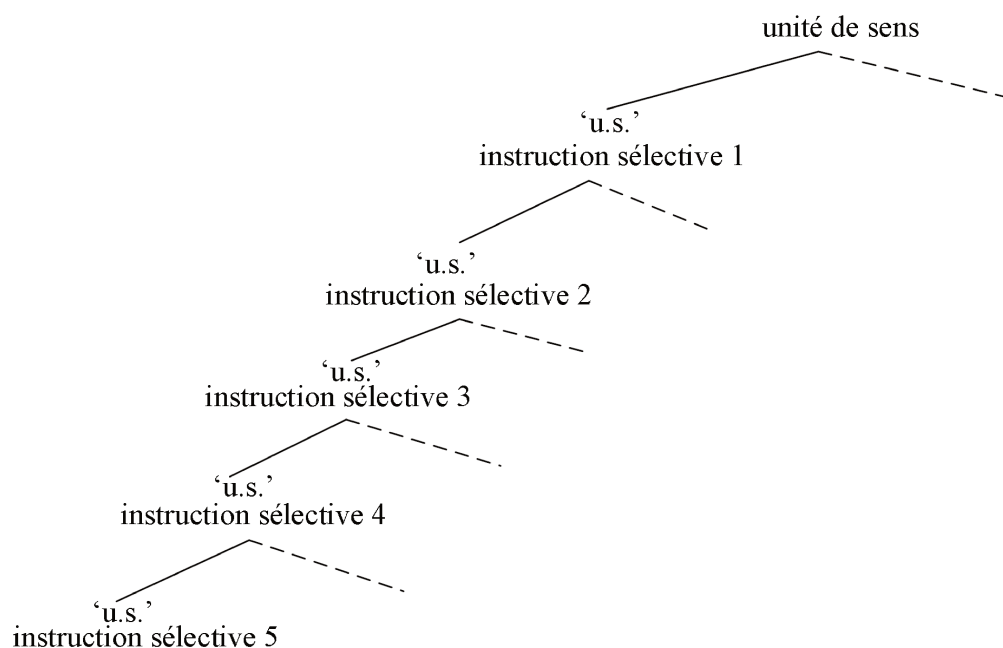 unité de sens
‘u.s.’
instruction sélective 1
‘u.s.’
instruction sélective 2
‘u.s.’
instruction sélective 3
‘u.s.’
instruction sélective 4
‘u.s.’
instruction sélective 5